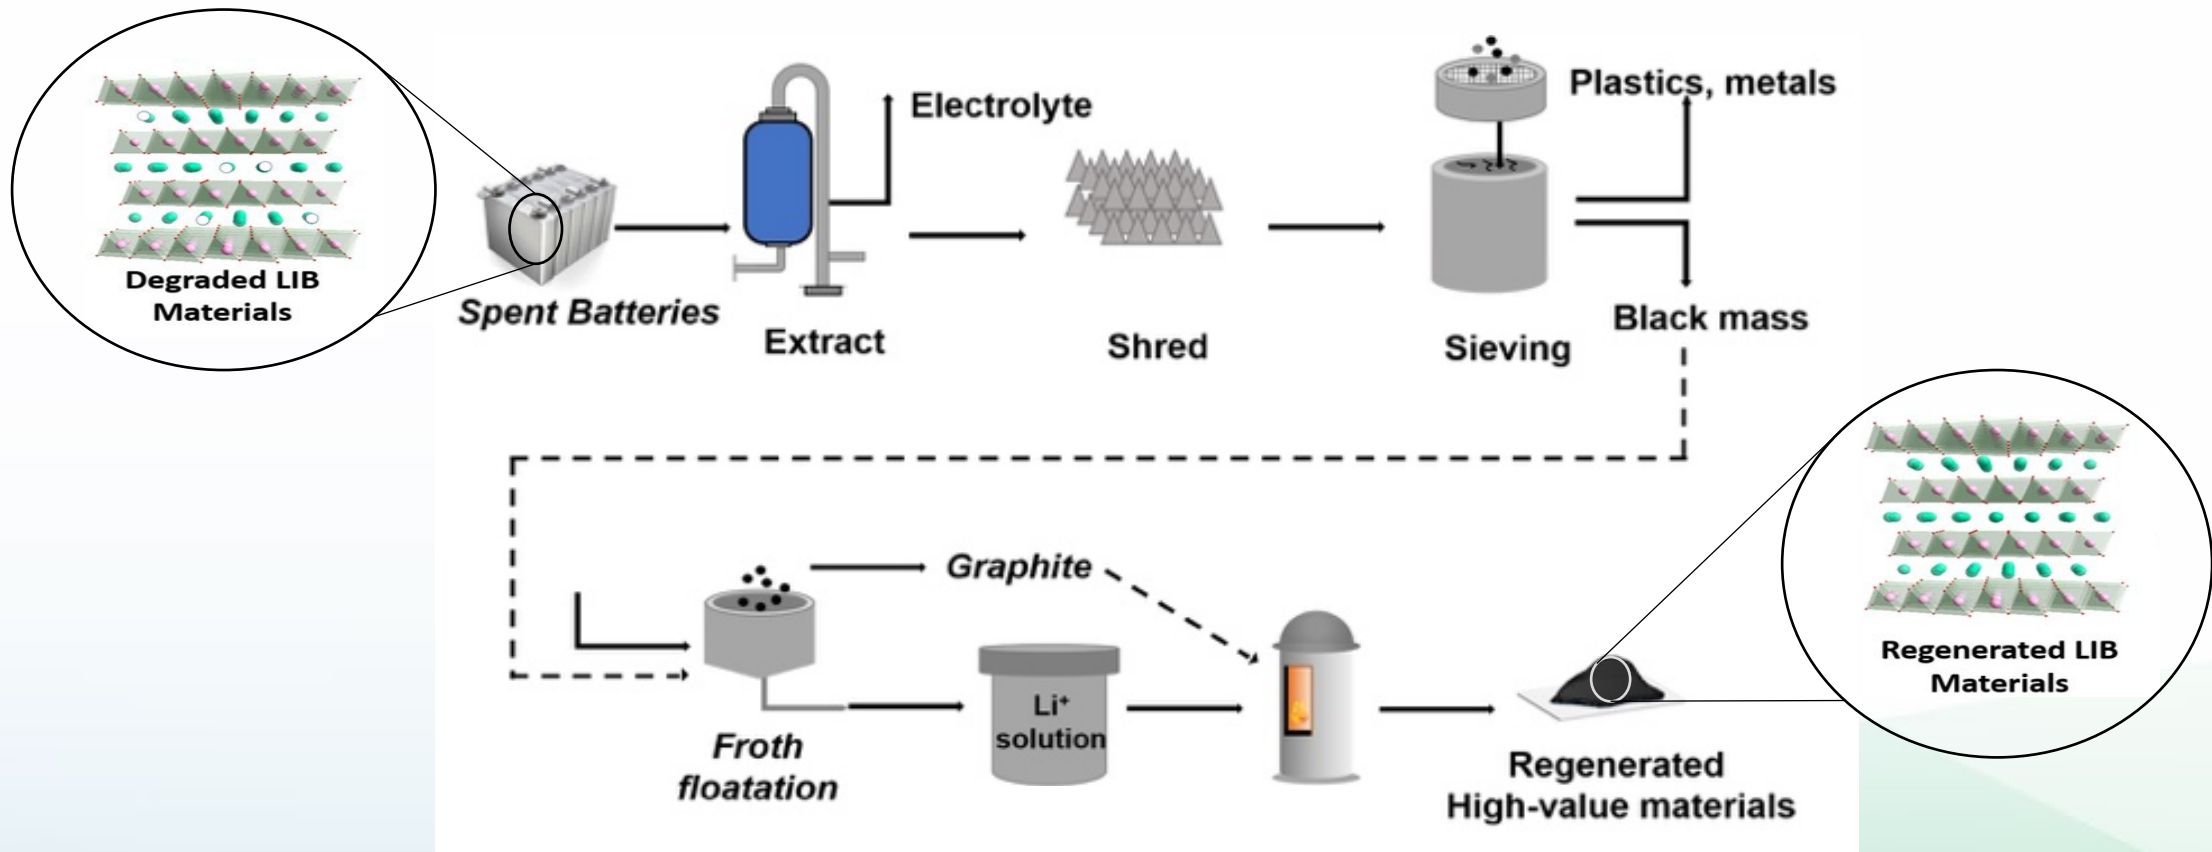 Degraded LIB
Materials
Spent Batteries
Electrolyte
Extract
Shred
Plastics, metals
Sieving
Black mass
Graphite
Froth
floatation
Li⁺
solution
Regenerated
High-value materials
Regenerated LIB
Materials